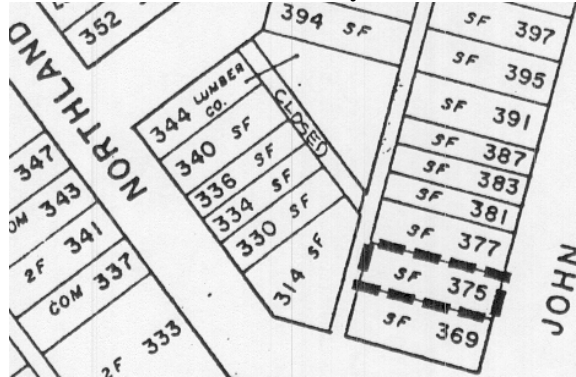 352
394 SF
397
SF
395
SF
391
SF
387
SF
383
SF
381
SF
377
SF
375
SF
369
SF
JOHN
NORTHLAND
344 LUMBER
CO.
CLOSED
340 SF
336 SF
334 SF
330 SF
314 SF
347
343
2F 341
COM 337
2F 333